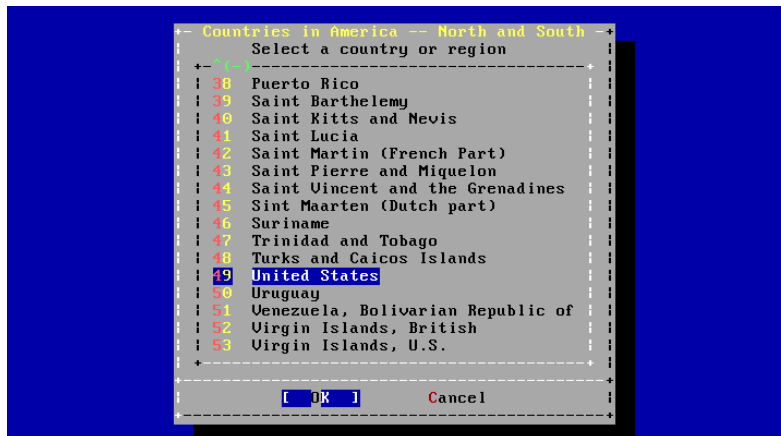 Countries in America -- North and South
Select a country or region
^(-)
38 Puerto Rico
39 Saint Barthelemy
40 Saint Kitts and Nevis
41 Saint Lucia
42 Saint Martin (French Part)
43 Saint Pierre and Miquelon
44 Saint Vincent and the Grenadines
45 Sint Maarten (Dutch part)
46 Suriname
47 Trinidad and Tobago
48 Turks and Caicos Islands
49 United States
50 Uruguay
51 Venezuela, Bolivarian Republic of
52 Virgin Islands, British
53 Virgin Islands, U.S.
[ OK ] Cancel